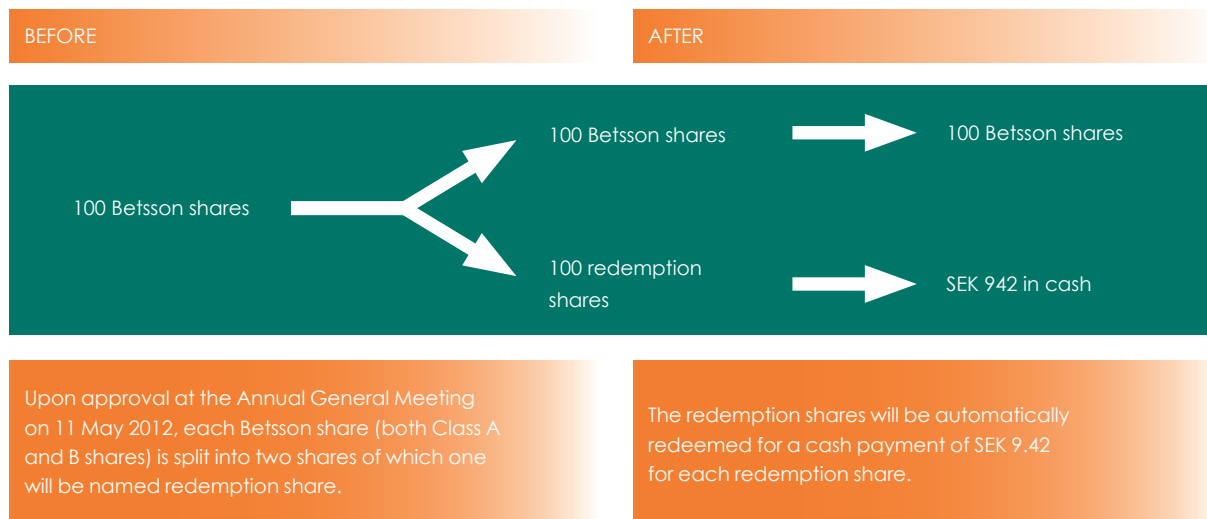 BEFORE
AFTER
100 Betsson shares
100 Betsson shares
100 Betsson shares
100 redemption
shares
SEK 942 in cash
Upon approval at the Annual General Meeting
on 11 May 2012, each Betsson share (both Class A
and B shares) is split into two shares of which one
will be named redemption share.
The redemption shares will be automatically
redeemed for a cash payment of SEK 9.42
for each redemption share.